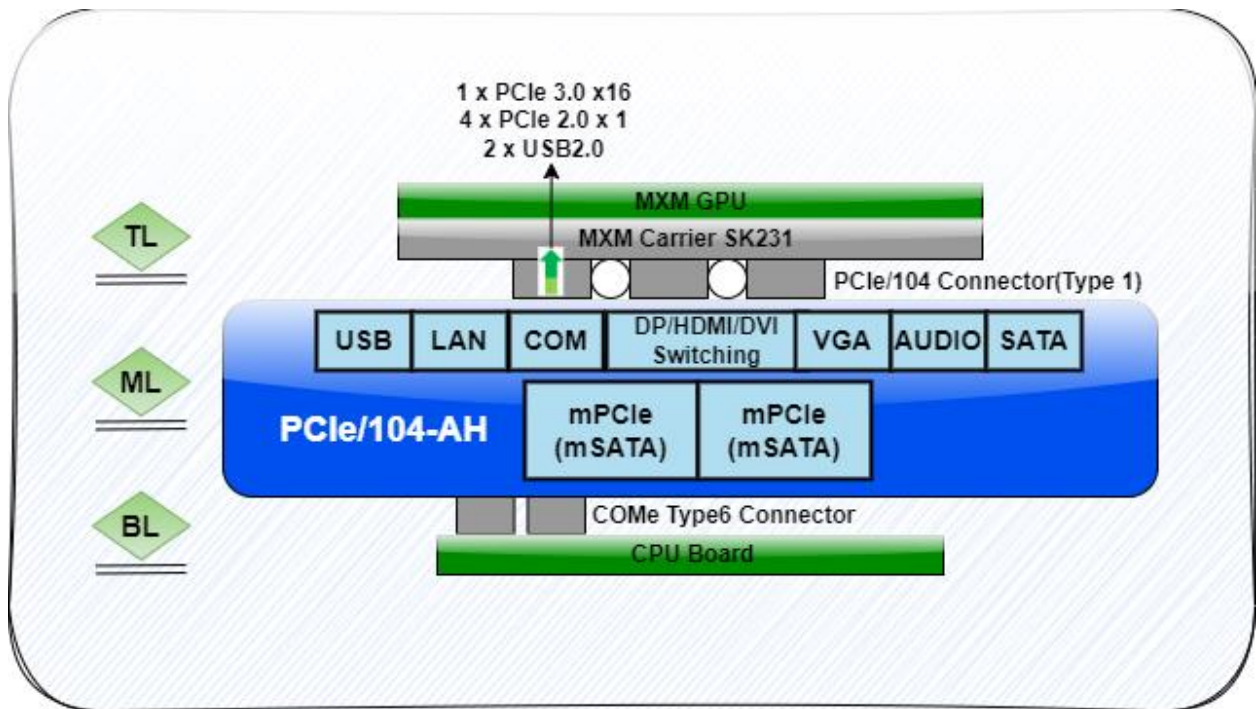 1 x PCIe 3.0 x16
4 x PCIe 2.0 x 1
2 x USB2.0
MXM GPU
TL
MXM Carrier SK231
PCIe/104 Connector(Type 1)
USB
LAN
COM
DP/HDMI/DVI
Switching
VGA
AUDIO
SATA
ML
PCIe/104-AH
mPCIe
(mSATA)
mPCIe
(mSATA)
BL
COMe Type6 Connector
CPU Board